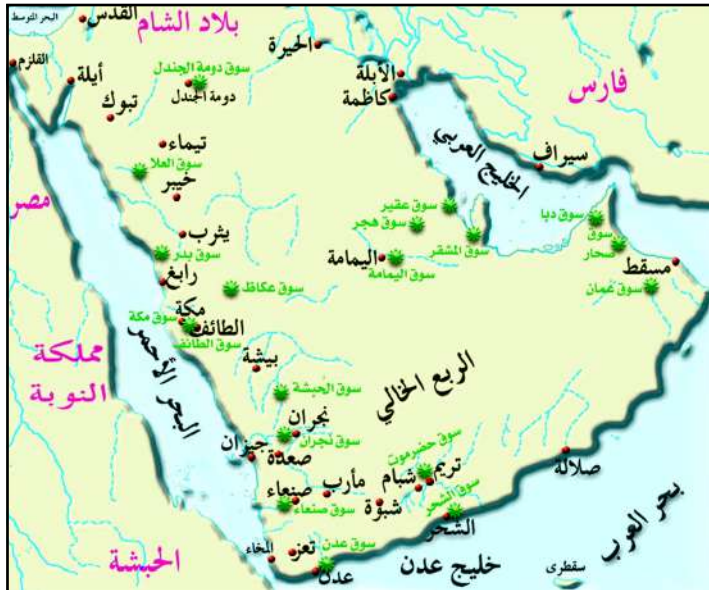 البحر المتوسط
القدس
بلاد الشام
القلزم
أيلة
الحيرة
الأبلة
كاظمة
فارس
سوق دومة الجندل
دومة الجندل
تبوك
تيماء
سوق العلا
خيبر
سيراف
الخليج العربي
مصر
يثرب
سوق بدر
رابغ
سوق عقير
سوق هجر
سوق المشقر
سوق دبا
سوق
صحار
مسقط
سوق عمان
اليمامة
سوق اليمامة
سوق عكاظ
مكة
سوق مكة
الطائف
سوق الطائف
مملكة
النوبة
البحر الأحمر
بيشة
الربع الخالي
سوق الحبشة
نجران
سوق نجران
جيزان
صعدة
سوق حضرموت
تريم
شبام
صلالة
مأرب
صنعاء
سوق صنعاء
شبوة
سوق الشحر
الشحر
بحر العرب
الحبشة
المخاء
تعز
سوق عدن
عدن
خليج عدن
سقطرى